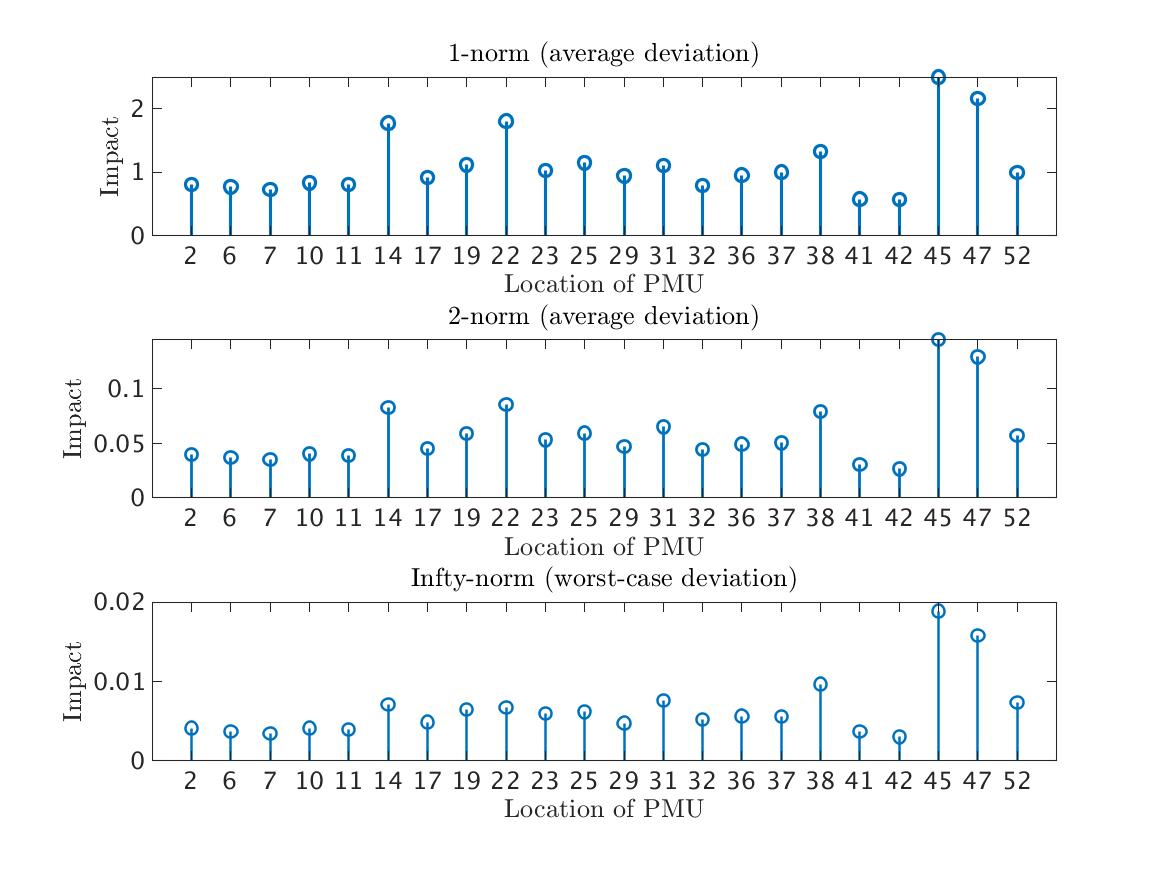 1-norm (average deviation)
Impact
2
1
0
2 6 7 10 11 14 17 19 22 23 25 29 31 32 36 37 38 41 42 45 47 52
Location of PMU
2-norm (average deviation)
Impact
0.1
0.05
0
2 6 7 10 11 14 17 19 22 23 25 29 31 32 36 37 38 41 42 45 47 52
Location of PMU
Infty-norm (worst-case deviation)
Impact
0.02
0.01
0
2 6 7 10 11 14 17 19 22 23 25 29 31 32 36 37 38 41 42 45 47 52
Location of PMU